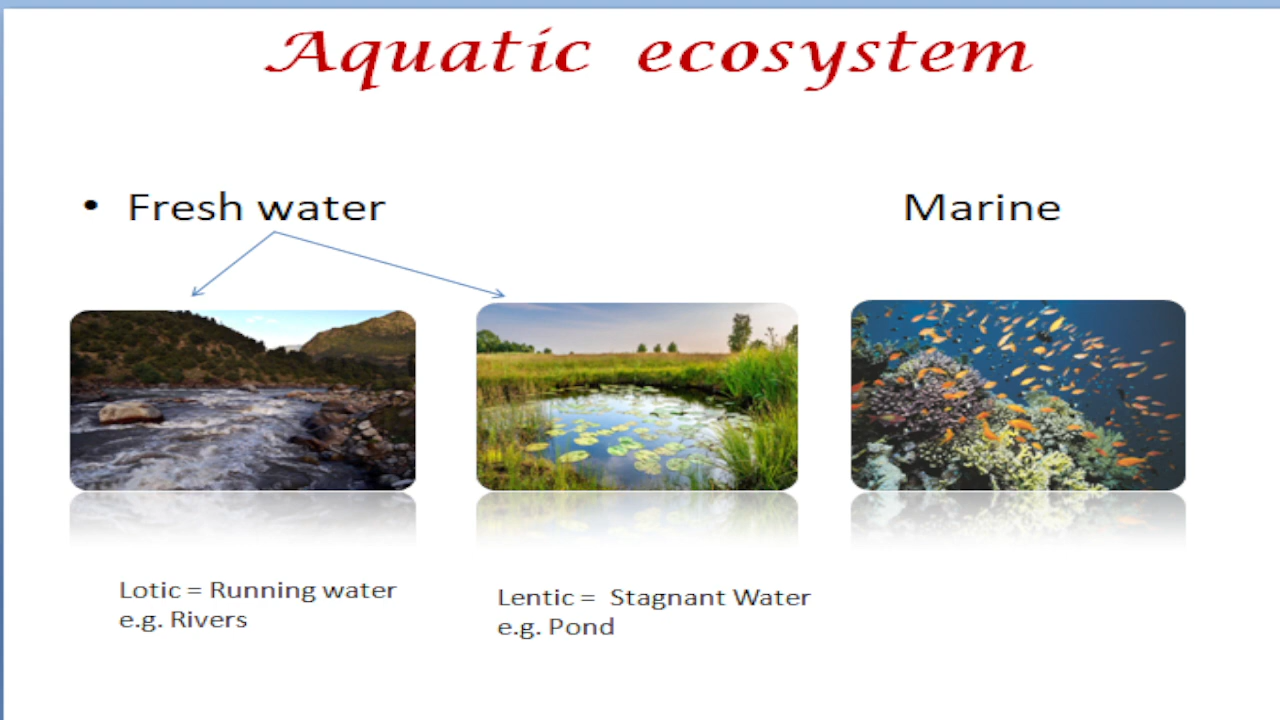 Aquatic ecosystem
• Fresh water
Marine
Lotic = Running water
e.g. Rivers
Lentic = Stagnant Water
e.g. Pond